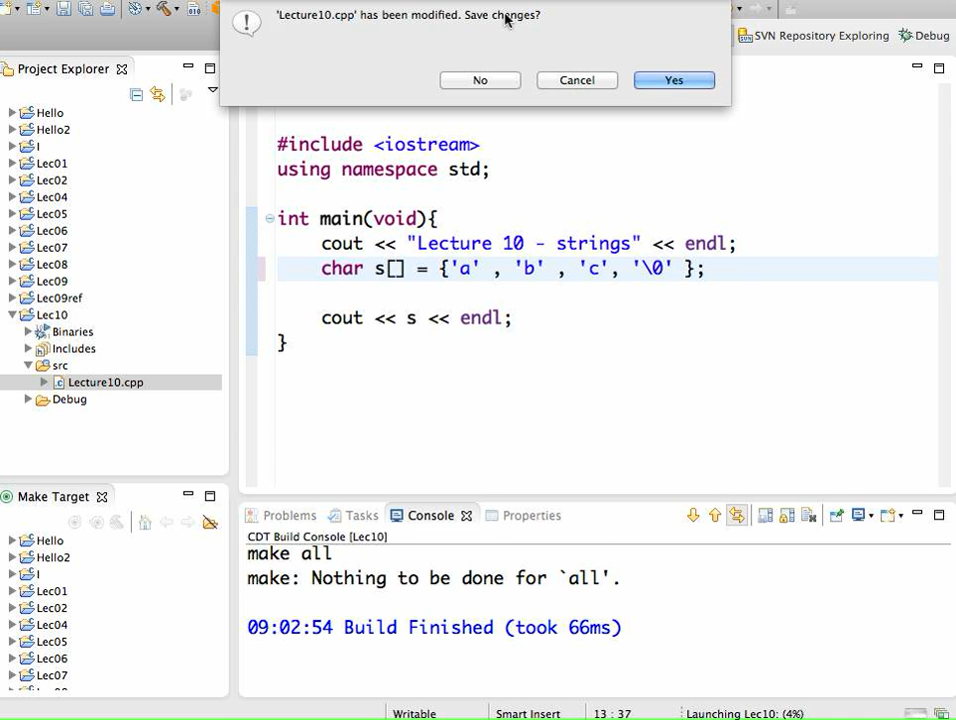 'Lecture10.cpp' has been modified. Save changes?
No
Cancel
Yes
SVN Repository Exploring
Debug
Project Explorer
Hello
Hello2
l
Lec01
Lec02
Lec04
Lec05
Lec06
Lec07
Lec08
Lec09
Lec09ref
Lec10
Binaries
Includes
src
Lecture10.cpp
Debug
#include <iostream>
using namespace std;
int main(void){
cout << "Lecture 10 - strings" << endl;
char s[] = {'a' , 'b' , 'c', '\0' };
cout << s << endl;
}
Make Target
Hello
Hello2
l
Lec01
Lec02
Lec04
Lec05
Lec06
Lec07
Problems
Tasks
Console
Properties
CDT Build Console [Lec10]
make all
make: Nothing to be done for `all'.
09:02:54 Build Finished (took 66ms)
Writable
Smart Insert
13 : 37
Launching Lec10: (4%)